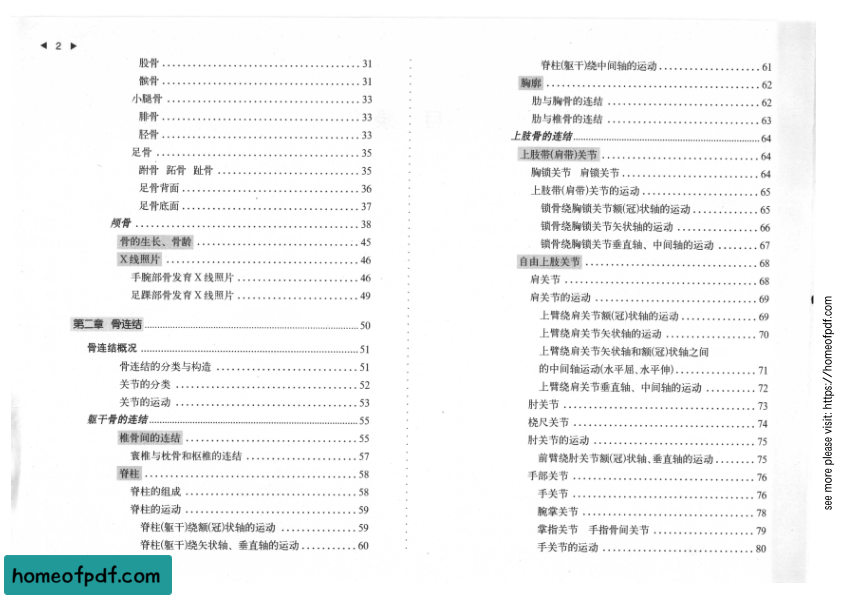 ◀ 2 ▶
股骨 ........ 31
髌骨 ........ 31
小腿骨 ........ 33
腓骨 ........ 33
胫骨 ........ 33
足骨 ........ 35
跗骨 跖骨 趾骨 ........ 35
足骨背面 ........ 36
足骨底面 ........ 37
颅骨 ........ 38
骨的生长、骨龄 ........ 45
X线照片 ........ 46
手腕部骨发育X线照片 ........ 46
足踝部骨发育X线照片 ........ 49
第二章 骨连结 ........ 50
骨连结概况 ........ 51
骨连结的分类与构造 ........ 51
关节的分类 ........ 52
关节的运动 ........ 53
躯干骨的连结 ........ 55
椎骨间的连结 ........ 55
寰椎与枕骨和枢椎的连结 ........ 57
脊柱 ........ 58
脊柱的组成 ........ 58
脊柱的运动 ........ 59
脊柱(躯干)绕额(冠)状轴的运动 ........ 59
脊柱(躯干)绕矢状轴、垂直轴的运动 ........ 60
脊柱(躯干)绕中间轴的运动 ........ 61
胸廓 ........ 62
肋与胸骨的连结 ........ 62
肋与椎骨的连结 ........ 63
上肢骨的连结 ........ 64
上肢带(肩带)关节 ........ 64
胸锁关节 肩锁关节 ........ 64
上肢带(肩带)关节的运动 ........ 65
锁骨绕胸锁关节额(冠)状轴的运动 ........ 65
锁骨绕胸锁关节矢状轴的运动 ........ 66
锁骨绕胸锁关节垂直轴、中间轴的运动 ........ 67
自由上肢关节 ........ 68
肩关节 ........ 68
肩关节的运动 ........ 69
上臂绕肩关节额(冠)状轴的运动 ........ 69
上臂绕肩关节矢状轴的运动 ........ 70
上臂绕肩关节矢状轴和额(冠)状轴之间
的中间轴运动(水平屈、水平伸) ........ 71
上臂绕肩关节垂直轴、中间轴的运动 ........ 72
肘关节 ........ 73
桡尺关节 ........ 74
肘关节的运动 ........ 75
前臂绕肘关节额(冠)状轴、垂直轴的运动 ........ 75
手部关节 ........ 76
手关节 ........ 76
腕掌关节 ........ 78
掌指关节 手指骨间关节 ........ 79
手关节的运动 ........ 80
see more please visit: https://homeofpdf.com
homeofpdf.com